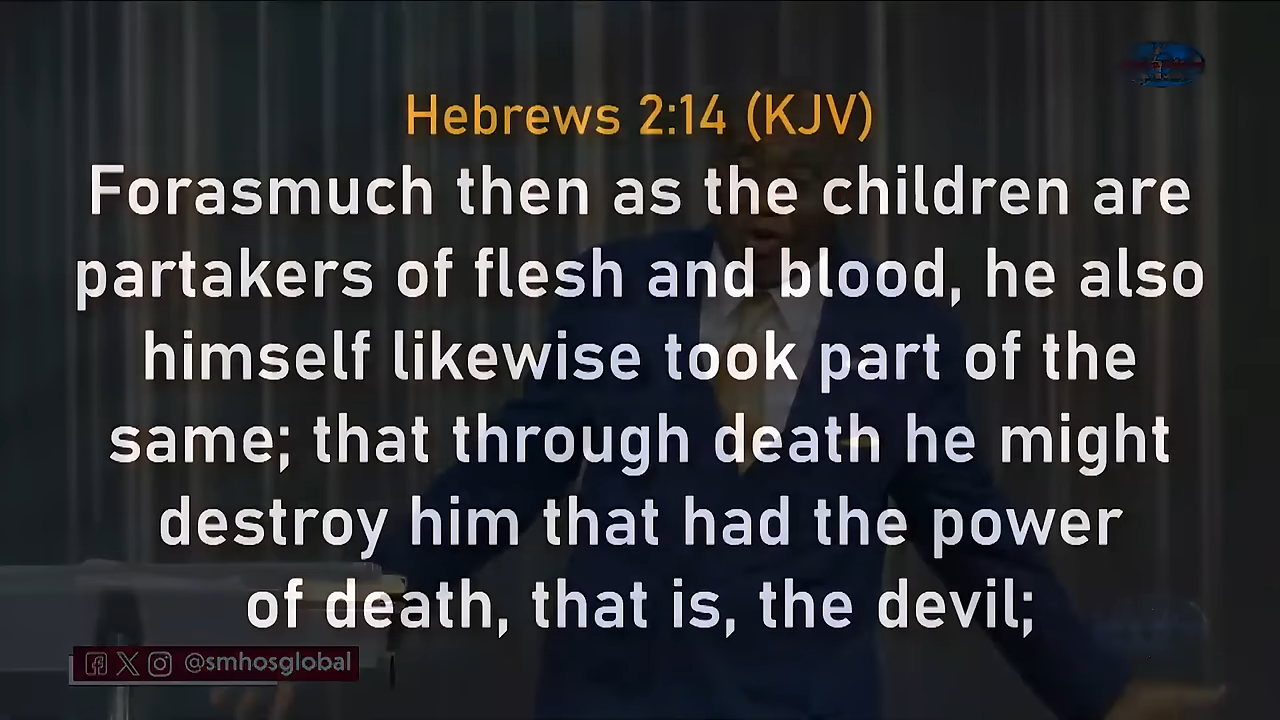 Hebrews 2:14 (KJV)
Forasmuch then as the children are
partakers of flesh and blood, he also
himself likewise took part of the
same; that through death he might
destroy him that had the power
of death, that is, the devil;
@smhosglobal